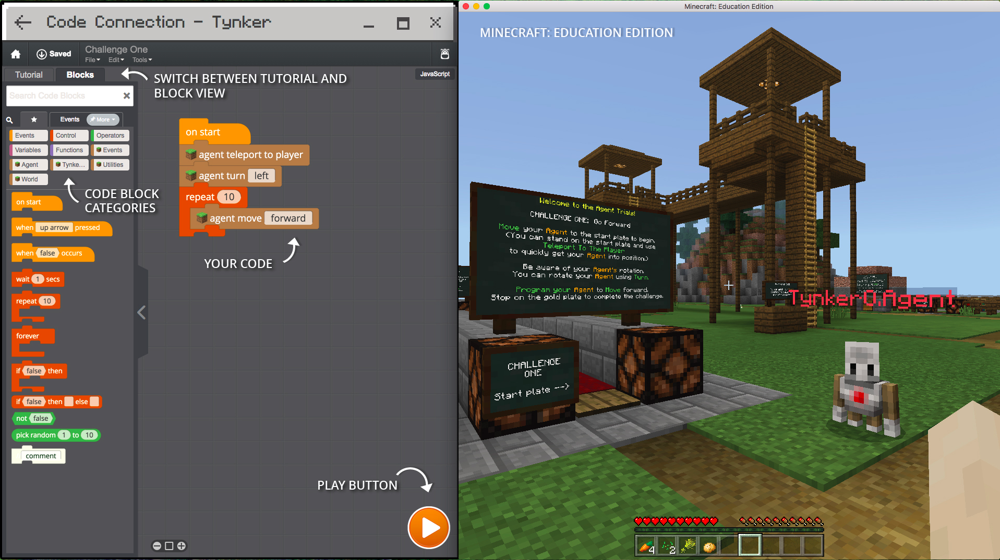 Code Connection - Tynker
Saved
Challenge One
File
Edit
Tools
Tutorial
Blocks
JavaScript
SWITCH BETWEEN TUTORIAL AND
BLOCK VIEW
Search Code Blocks
Events
More
Events
Control
Operators
Variables
Functions
Events
Agent
Tynke...
Utilities
World
CODE BLOCK
CATEGORIES
on start
when up arrow pressed
when false occurs
wait 1 secs
repeat 10
forever
if false then
if false then else
not false
pick random 1 to 10
comment
on start
agent teleport to player
agent turn left
repeat 10
agent move forward
YOUR CODE
PLAY BUTTON
Minecraft: Education Edition
MINECRAFT: EDUCATION EDITION
Welcome to the Agent Trials!
CHALLENGE ONE: Go Forward
Move your Agent to the start plate to begin.
(You can stand on the start plate and use
Teleport To The Player
to quickly get your Agent into position.)
Be aware of your Agent's rotation.
You can rotate your Agent using Turn.
Program your Agent to Move forward.
Stop on the gold plate to complete the challenge.
CHALLENGE
ONE
Start plate -->
Tynker0.Agent
4
2